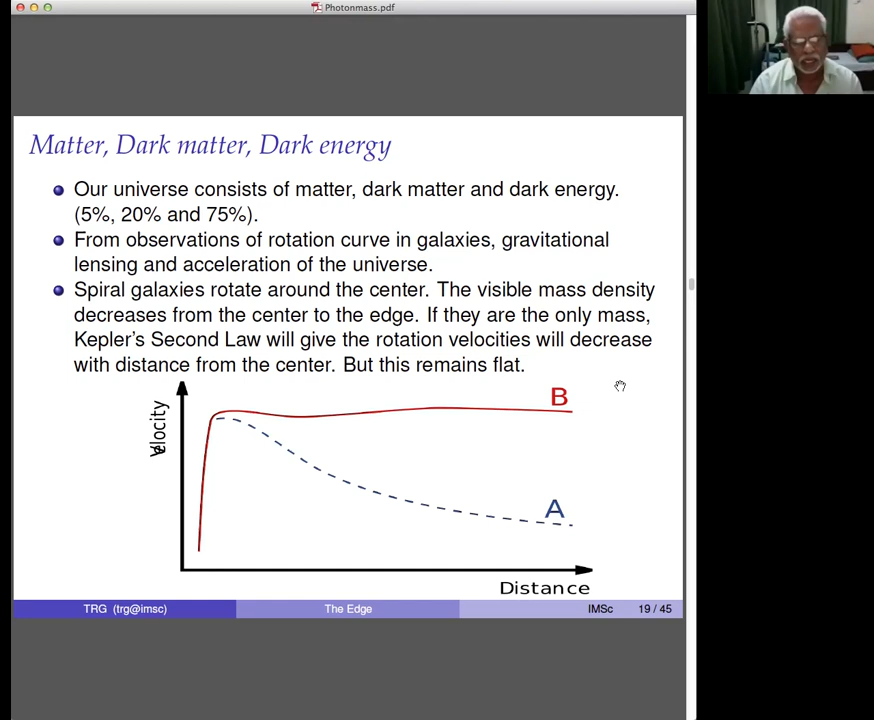 Photonmass.pdf
Matter, Dark matter, Dark energy
Our universe consists of matter, dark matter and dark energy.
(5%, 20% and 75%).
From observations of rotation curve in galaxies, gravitational
lensing and acceleration of the universe.
Spiral galaxies rotate around the center. The visible mass density
decreases from the center to the edge. If they are the only mass,
Kepler's Second Law will give the rotation velocities will decrease
with distance from the center. But this remains flat.
Velocity
B
A
Distance
TRG (trg@imsc) The Edge IMSc 19 / 45